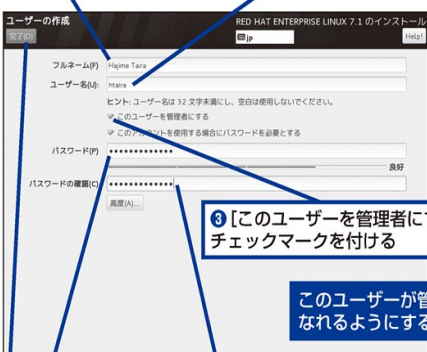 ユーザーの作成
RED HAT ENTERPRISE LINUX 7.1 のインストール
完了(D)
jp
Help!
フルネーム(F)
Hajime Taira
ユーザー名(U):
htaira
ヒント: ユーザー名は 32 文字未満にし、空白は使用しないでください。
このユーザーを管理者にする
このアカウントを使用する場合にパスワードを必要とする
パスワード(P)
•••••••••••••
良好
パスワードの確認(C)
•••••••••••••
高度(A)...
❸[このユーザーを管理者に
チェックマークを付ける
このユーザーが管
なれるようにする